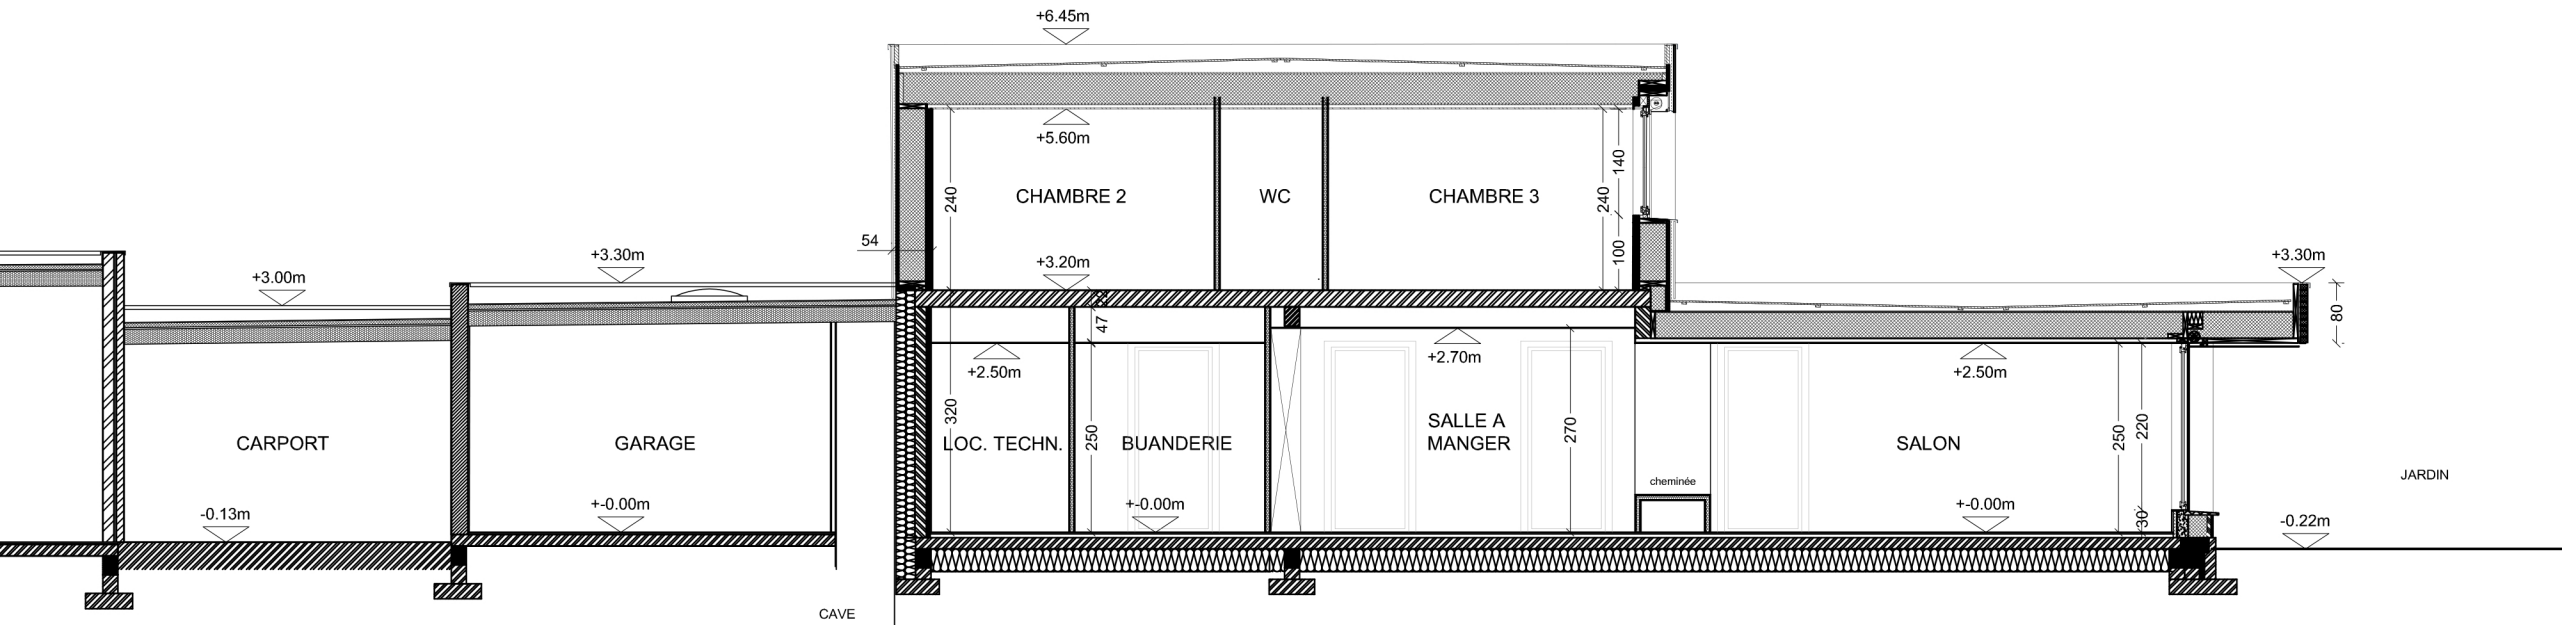 +6.45m
+5.60m
240
CHAMBRE 2
WC
CHAMBRE 3
240
140
100
54
+3.20m
+3.00m
+3.30m
+3.30m
80
22
47
+2.50m
+2.70m
+2.50m
CARPORT
GARAGE
320
LOC. TECHN.
250
BUANDERIE
SALLE A
MANGER
270
cheminée
SALON
250
220
30
JARDIN
-0.13m
+-0.00m
+-0.00m
+-0.00m
-0.22m
CAVE